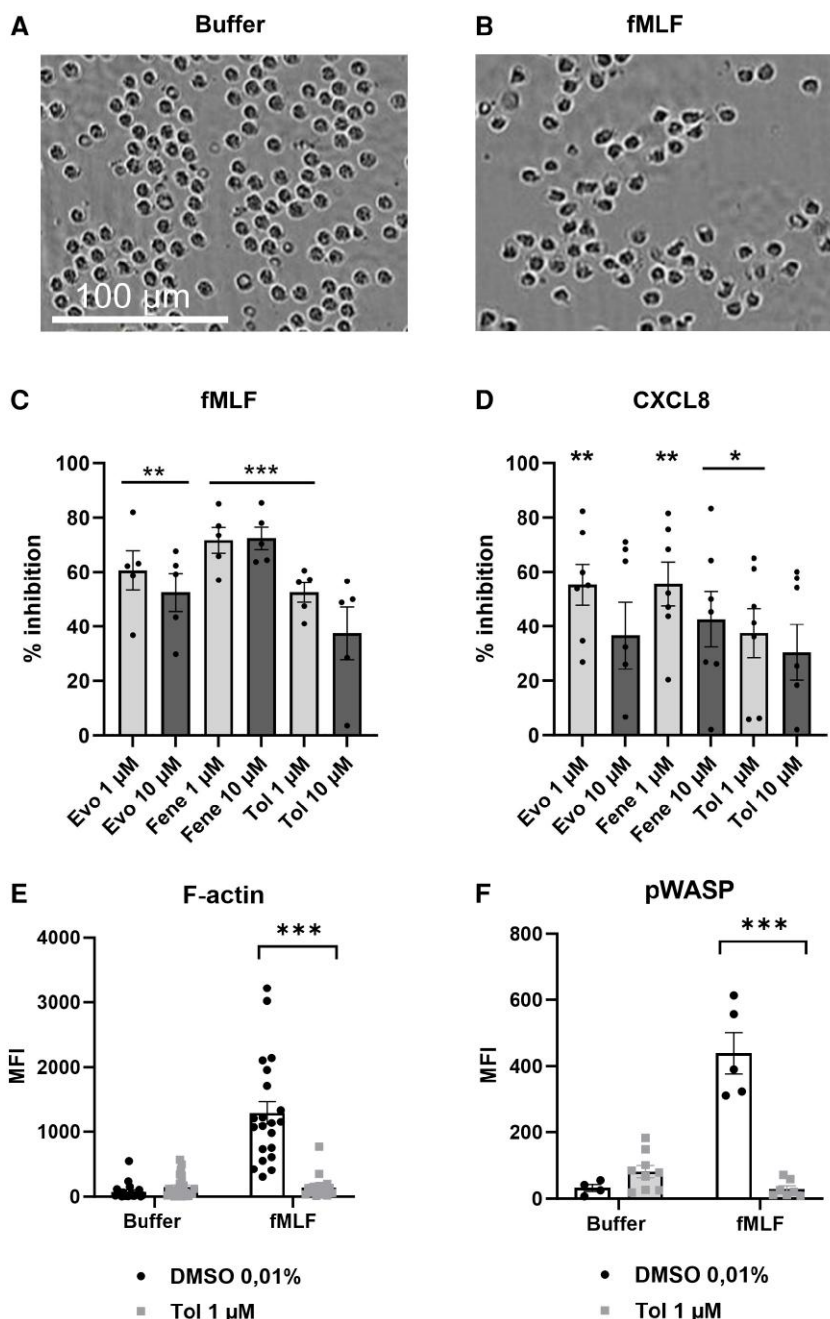 A
Buffer
B
fMLF
100 µm
C
fMLF
D
CXCL8
**
***
**
**
*
100
80
60
40
20
0
% inhibition
Evo 1 µM
Evo 10 µM
Fene 1 µM
Fene 10 µM
Tol 1 µM
Tol 10 µM
100
80
60
40
20
0
% inhibition
Evo 1 µM
Evo 10 µM
Fene 1 µM
Fene 10 µM
Tol 1 µM
Tol 10 µM
E
F-actin
***
4000
3000
2000
1000
0
MFI
Buffer
fMLF
DMSO 0,01%
Tol 1 µM
F
pWASP
***
800
600
400
200
0
MFI
Buffer
fMLF
DMSO 0,01%
Tol 1 µM